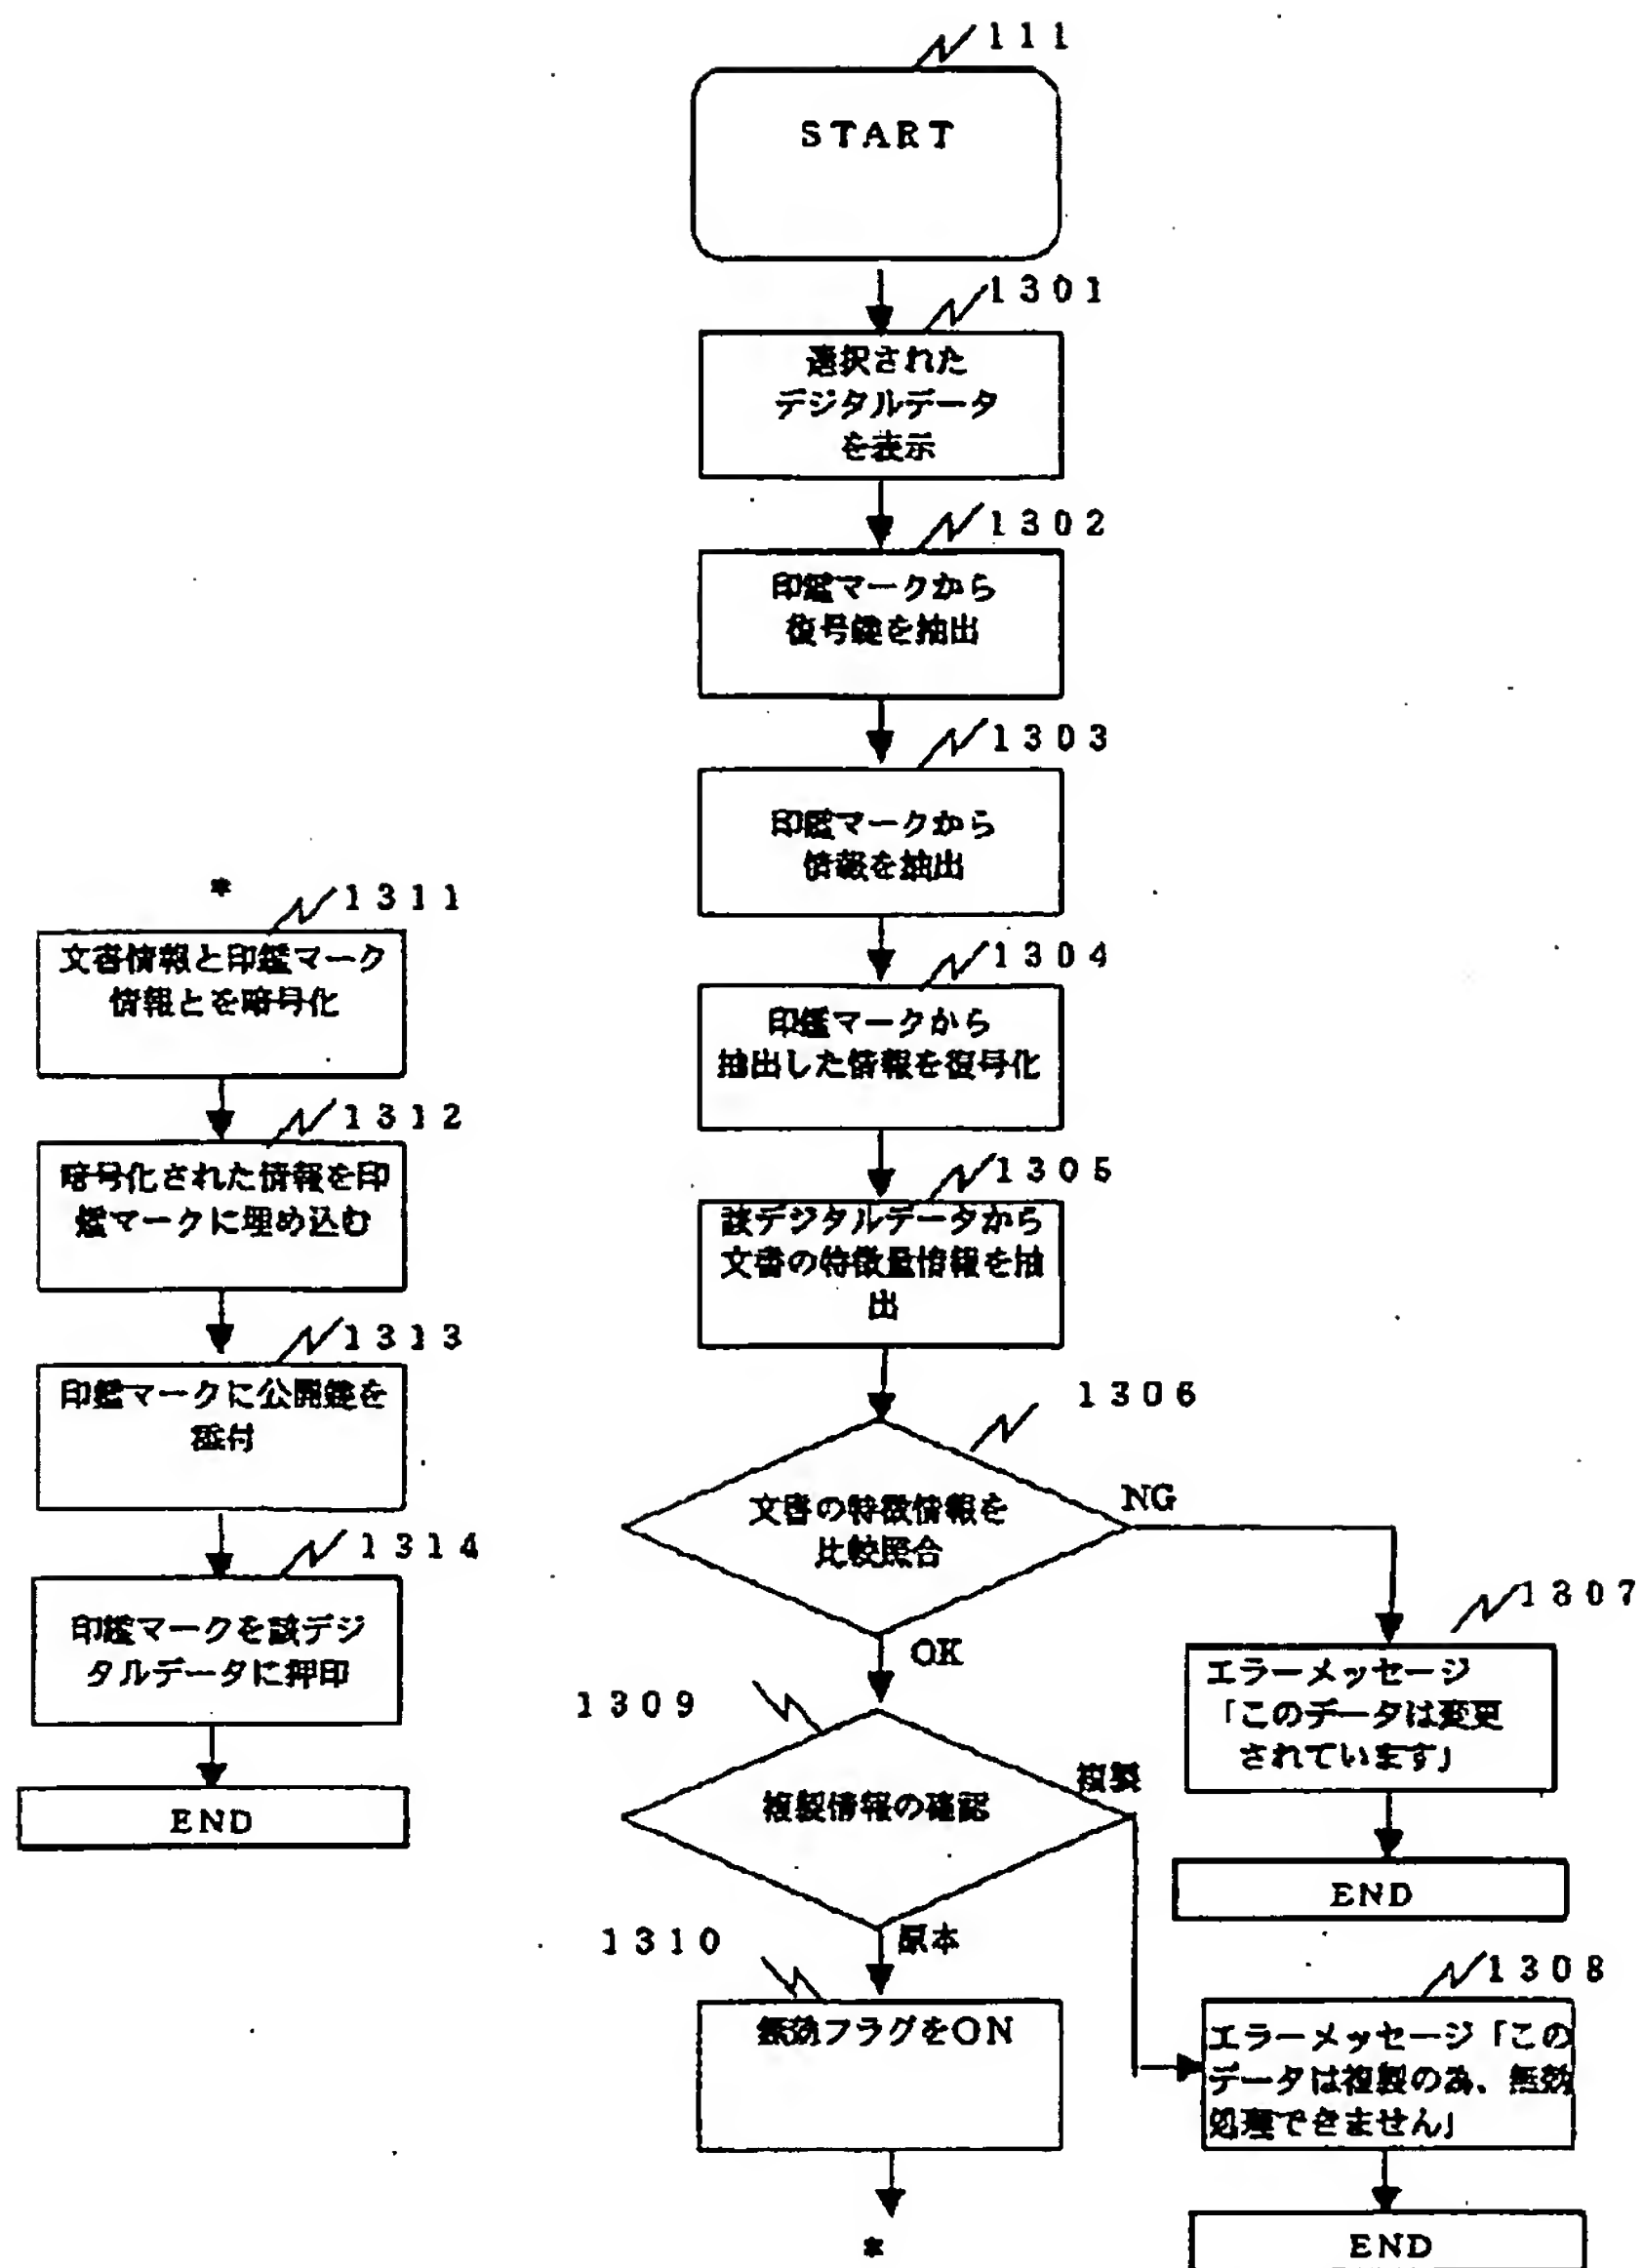 111
START
1301
選択された
デジタルデータ
を表示
1302
印鑑マークから
復号鍵を抽出
1303
印鑑マークから
情報を抽出
1304
印鑑マークから
抽出した情報を復号化
1305
該デジタルデータから
文書の特徴量情報を抽
出
1306
文書の特徴情報を
比較照合
NG
OK
1307
エラーメッセージ
「このデータは変更
されています」
END
1309
複製情報の確認
複製
原本
1308
エラーメッセージ「この
データは複製の為、無効
処理できません」
END
1310
無効フラグをON
*
*
1311
文書情報と印鑑マーク
情報とを暗号化
1312
暗号化された情報を印
鑑マークに埋め込む
1313
印鑑マークに公開鍵を
添付
1314
印鑑マークを該デジ
タルデータに押印
END